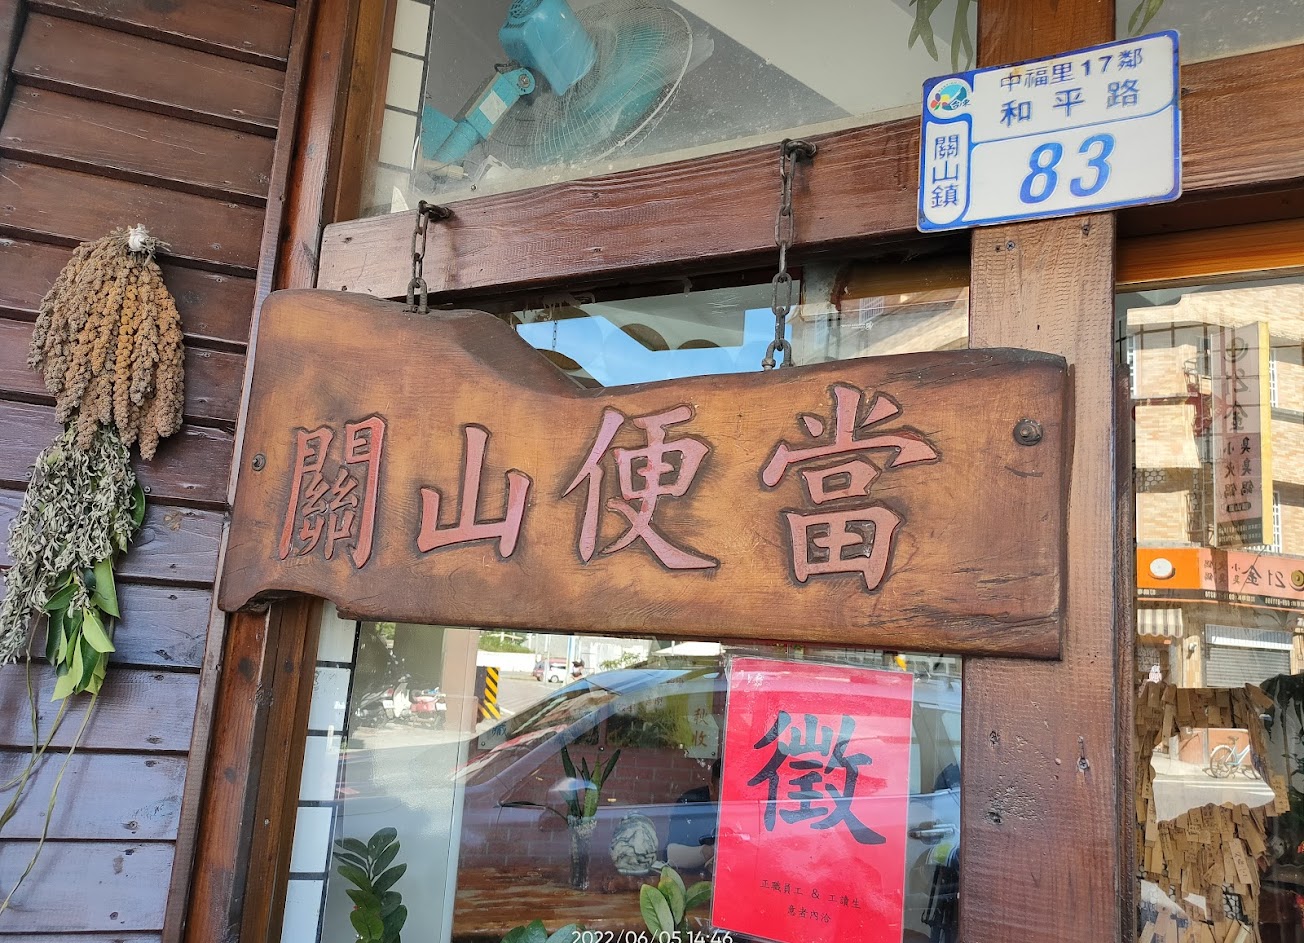 中福里17鄰
和平路
關山鎮
83
關山便當
徵
正職員工 & 工讀生
意者內洽
2022/06/05 14:46